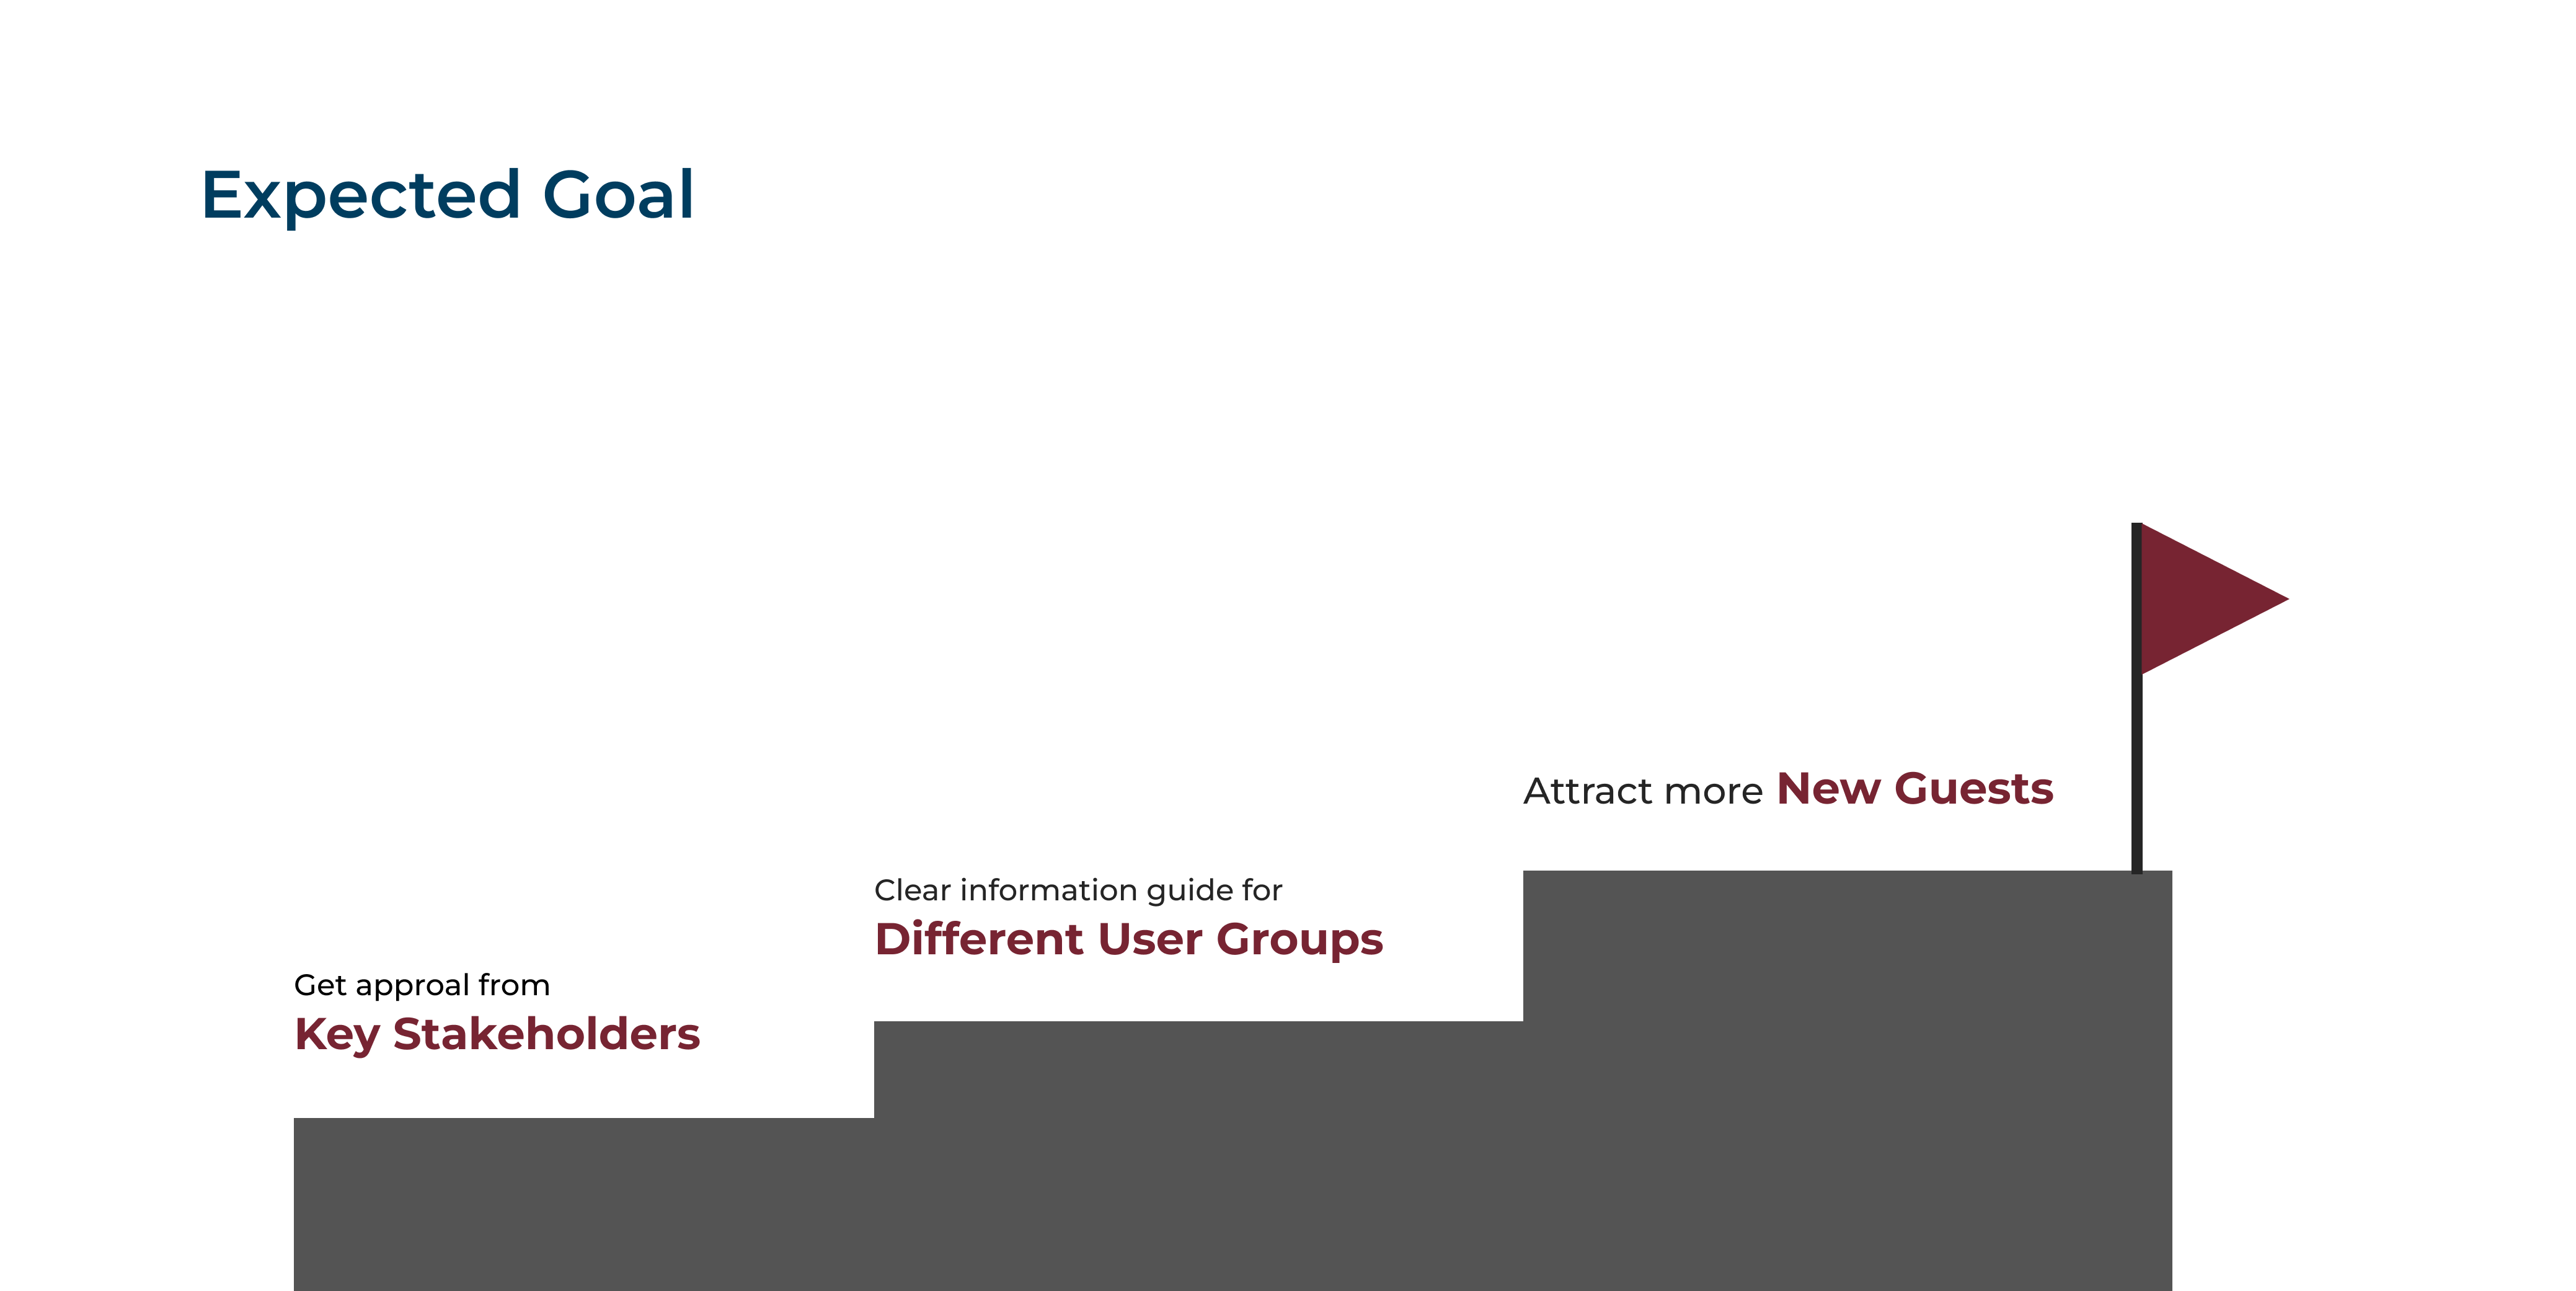 Expected Goal
Attract more New Guests
Clear information guide for
Different User Groups
Get approal from
Key Stakeholders